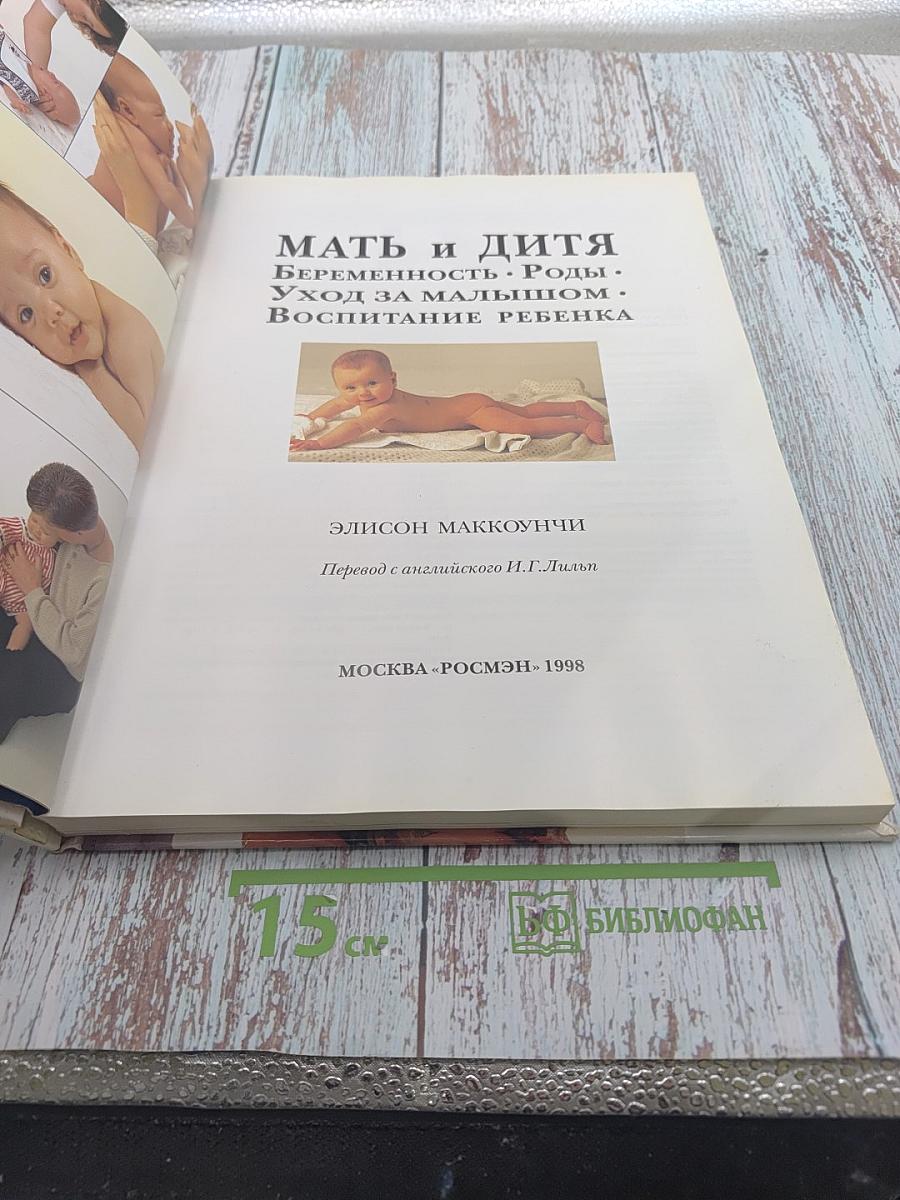 МАТЬ и ДИТЯ
БЕРЕМЕННОСТЬ · РОДЫ ·
УХОД ЗА МАЛЫШОМ ·
ВОСПИТАНИЕ РЕБЕНКА
ЭЛИСОН МАККОУНЧИ
Перевод с английского И.Г.Лильп
МОСКВА «РОСМЭН» 1998
15 см
БФ БИБЛИОФАН